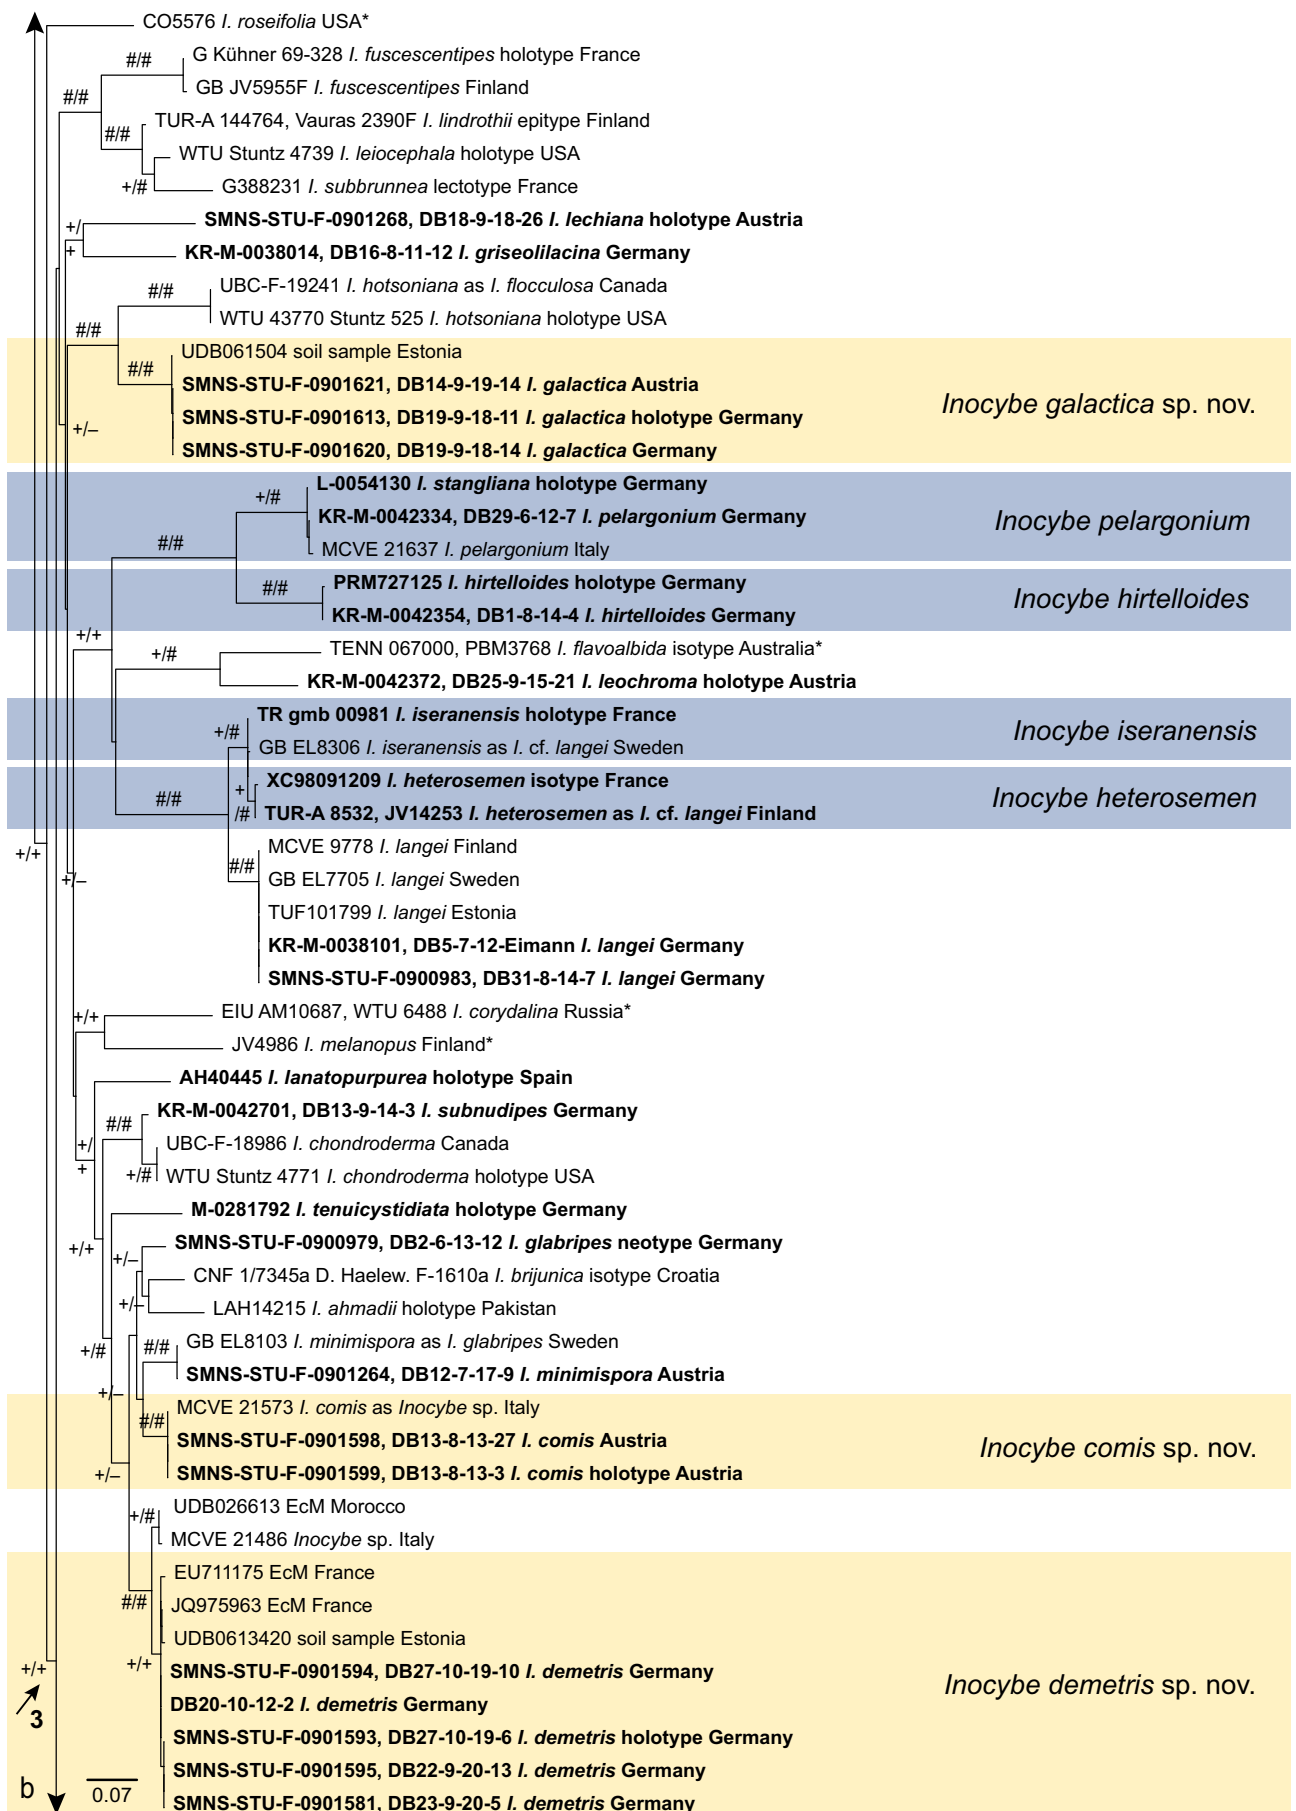 CO5576 I. roseifolia USA*
G Kühner 69-328 I. fuscescentipes holotype France
#/#
GB JV5955F I. fuscescentipes Finland
#/#
TUR-A 144764, Vauras 2390F I. lindrothii epitype Finland
#/#
WTU Stuntz 4739 I. leiocephala holotype USA
+/#
G388231 I. subbrunnea lectotype France
SMNS-STU-F-0901268, DB18-9-18-26 I. lechiana holotype Austria
+/
+
KR-M-0038014, DB16-8-11-12 I. griseolilacina Germany
UBC-F-19241 I. hotsoniana as I. flocculosa Canada
#/#
WTU 43770 Stuntz 525 I. hotsoniana holotype USA
#/#
UDB061504 soil sample Estonia
#/#
SMNS-STU-F-0901621, DB14-9-19-14 I. galactica Austria
Inocybe galactica sp. nov.
SMNS-STU-F-0901613, DB19-9-18-11 I. galactica holotype Germany
+/–
SMNS-STU-F-0901620, DB19-9-18-14 I. galactica Germany
L-0054130 I. stangliana holotype Germany
+/#
KR-M-0042334, DB29-6-12-7 I. pelargonium Germany
Inocybe pelargonium
#/#
MCVE 21637 I. pelargonium Italy
PRM727125 I. hirtelloides holotype Germany
#/#
Inocybe hirtelloides
KR-M-0042354, DB1-8-14-4 I. hirtelloides Germany
+/+
TENN 067000, PBM3768 I. flavoalbida isotype Australia*
+/#
KR-M-0042372, DB25-9-15-21 I. leochroma holotype Austria
TR gmb 00981 I. iseranensis holotype France
+/#
Inocybe iseranensis
GB EL8306 I. iseranensis as I. cf. langei Sweden
XC98091209 I. heterosemen isotype France
+
/#
#/#
Inocybe heterosemen
TUR-A 8532, JV14253 I. heterosemen as I. cf. langei Finland
MCVE 9778 I. langei Finland
+/+
#/#
GB EL7705 I. langei Sweden
+/–
TUF101799 I. langei Estonia
KR-M-0038101, DB5-7-12-Eimann I. langei Germany
SMNS-STU-F-0900983, DB31-8-14-7 I. langei Germany
EIU AM10687, WTU 6488 I. corydalina Russia*
+/+
JV4986 I. melanopus Finland*
AH40445 I. lanatopurpurea holotype Spain
KR-M-0042701, DB13-9-14-3 I. subnudipes Germany
#/#
UBC-F-18986 I. chondroderma Canada
+/
+
+/#
WTU Stuntz 4771 I. chondroderma holotype USA
M-0281792 I. tenuicystidiata holotype Germany
+/+
SMNS-STU-F-0900979, DB2-6-13-12 I. glabripes neotype Germany
+/–
CNF 1/7345a D. Haelew. F-1610a I. brijunica isotype Croatia
+/–
LAH14215 I. ahmadii holotype Pakistan
GB EL8103 I. minimispora as I. glabripes Sweden
+/#
#/#
SMNS-STU-F-0901264, DB12-7-17-9 I. minimispora Austria
+/–
MCVE 21573 I. comis as Inocybe sp. Italy
#/#
SMNS-STU-F-0901598, DB13-8-13-27 I. comis Austria
Inocybe comis sp. nov.
SMNS-STU-F-0901599, DB13-8-13-3 I. comis holotype Austria
+/–
UDB026613 EcM Morocco
+/#
MCVE 21486 Inocybe sp. Italy
EU711175 EcM France
#/#
JQ975963 EcM France
UDB0613420 soil sample Estonia
+/+
+/+
SMNS-STU-F-0901594, DB27-10-19-10 I. demetris Germany
Inocybe demetris sp. nov.
DB20-10-12-2 I. demetris Germany
3
SMNS-STU-F-0901593, DB27-10-19-6 I. demetris holotype Germany
SMNS-STU-F-0901595, DB22-9-20-13 I. demetris Germany
b
0.07
SMNS-STU-F-0901581, DB23-9-20-5 I. demetris Germany